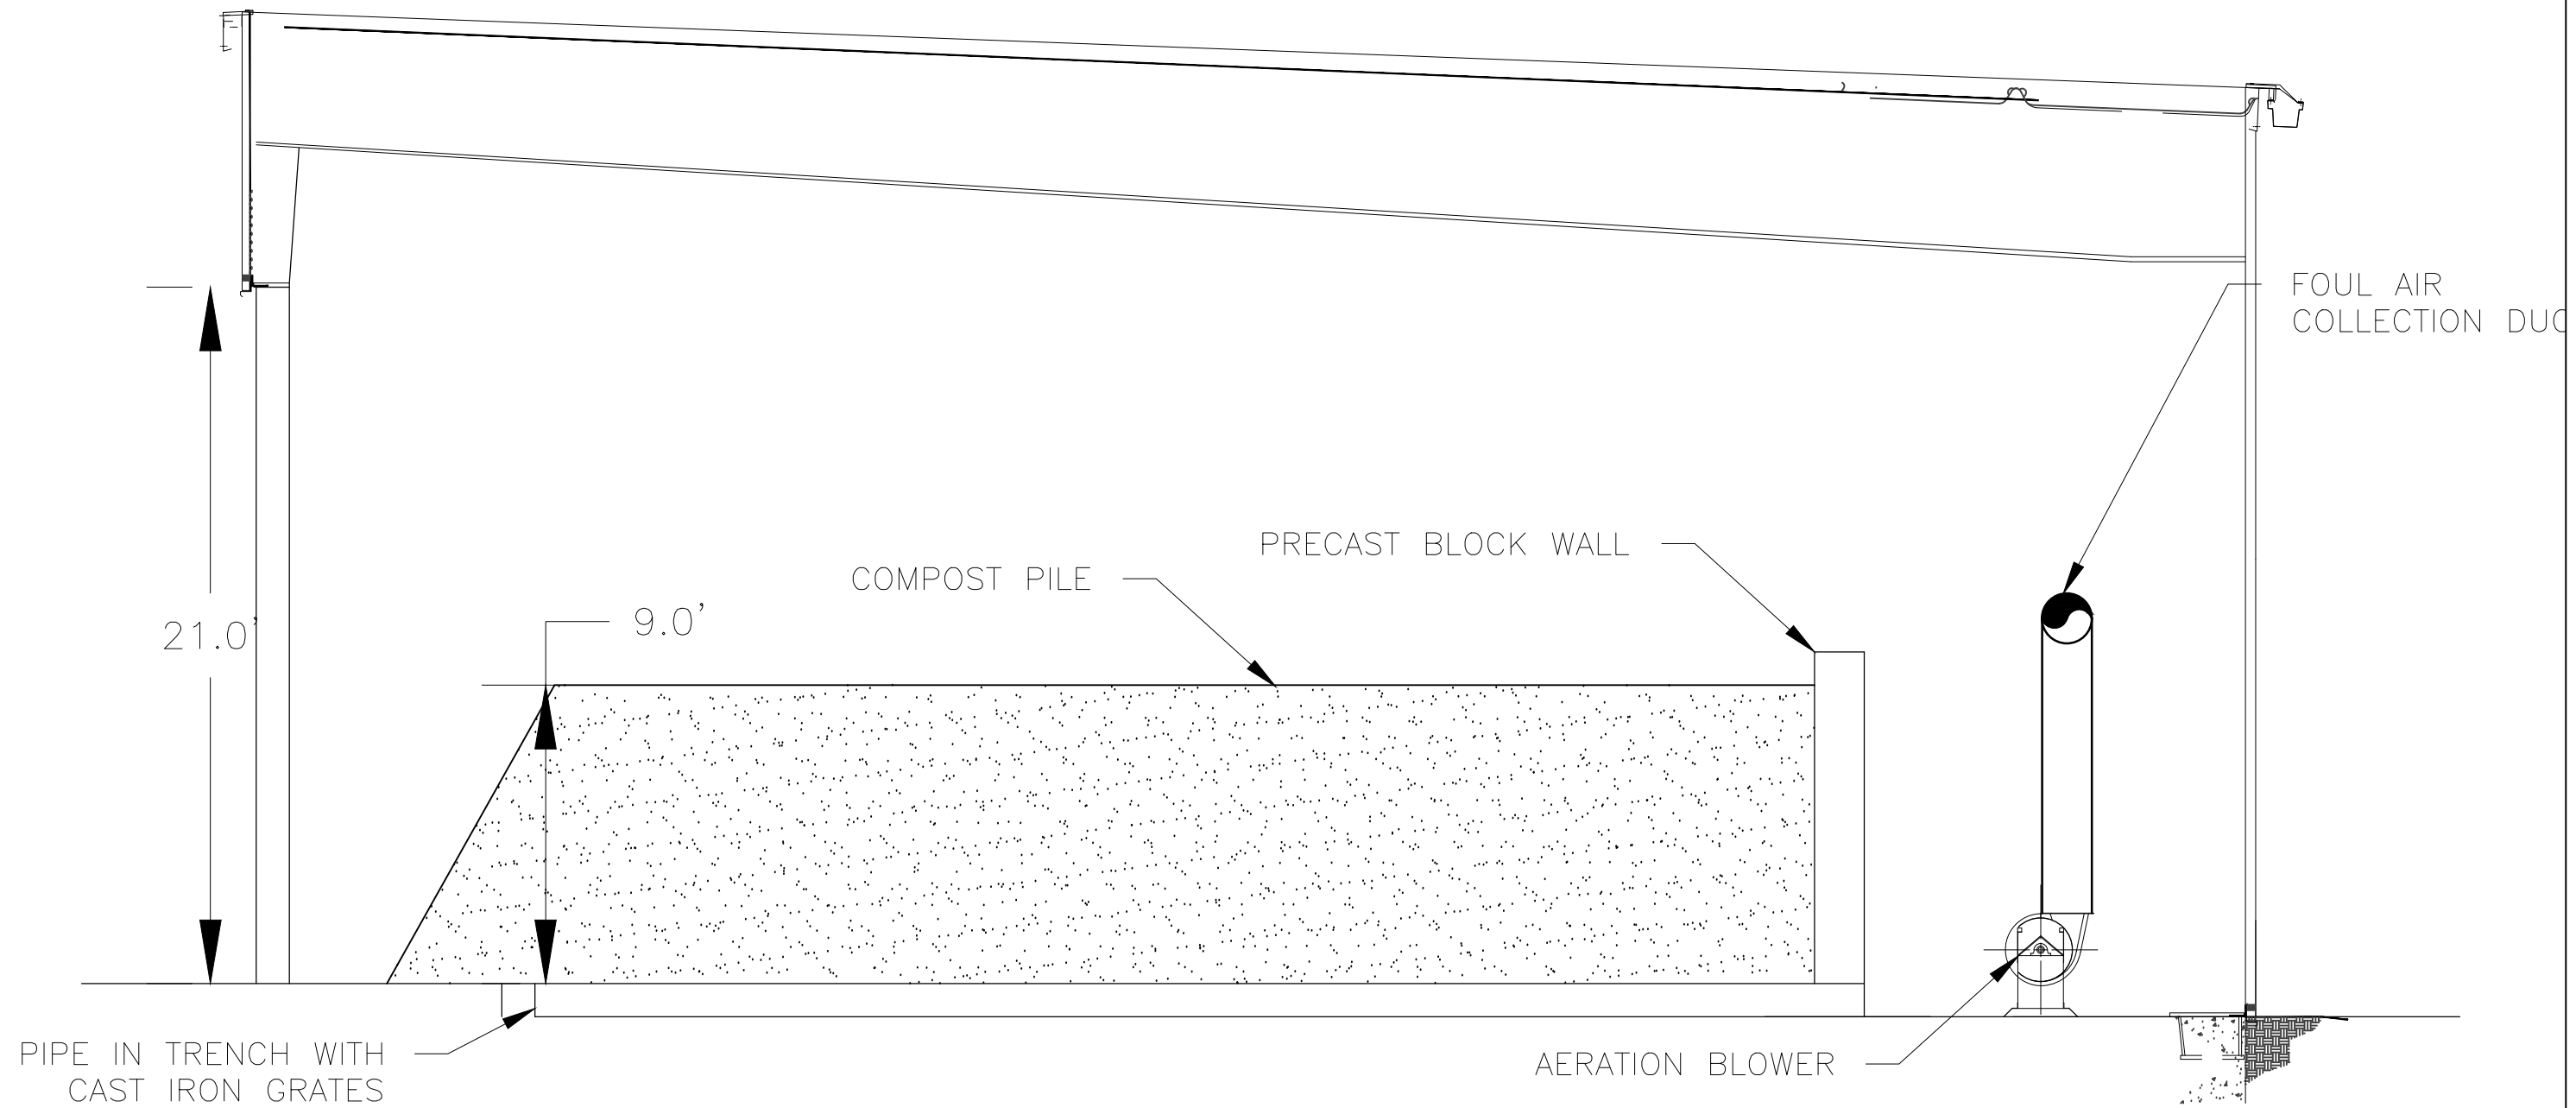 FOUL AIR
COLLECTION DUC
PRECAST BLOCK WALL
COMPOST PILE
9.0'
21.0'
PIPE IN TRENCH WITH
CAST IRON GRATES
AERATION BLOWER